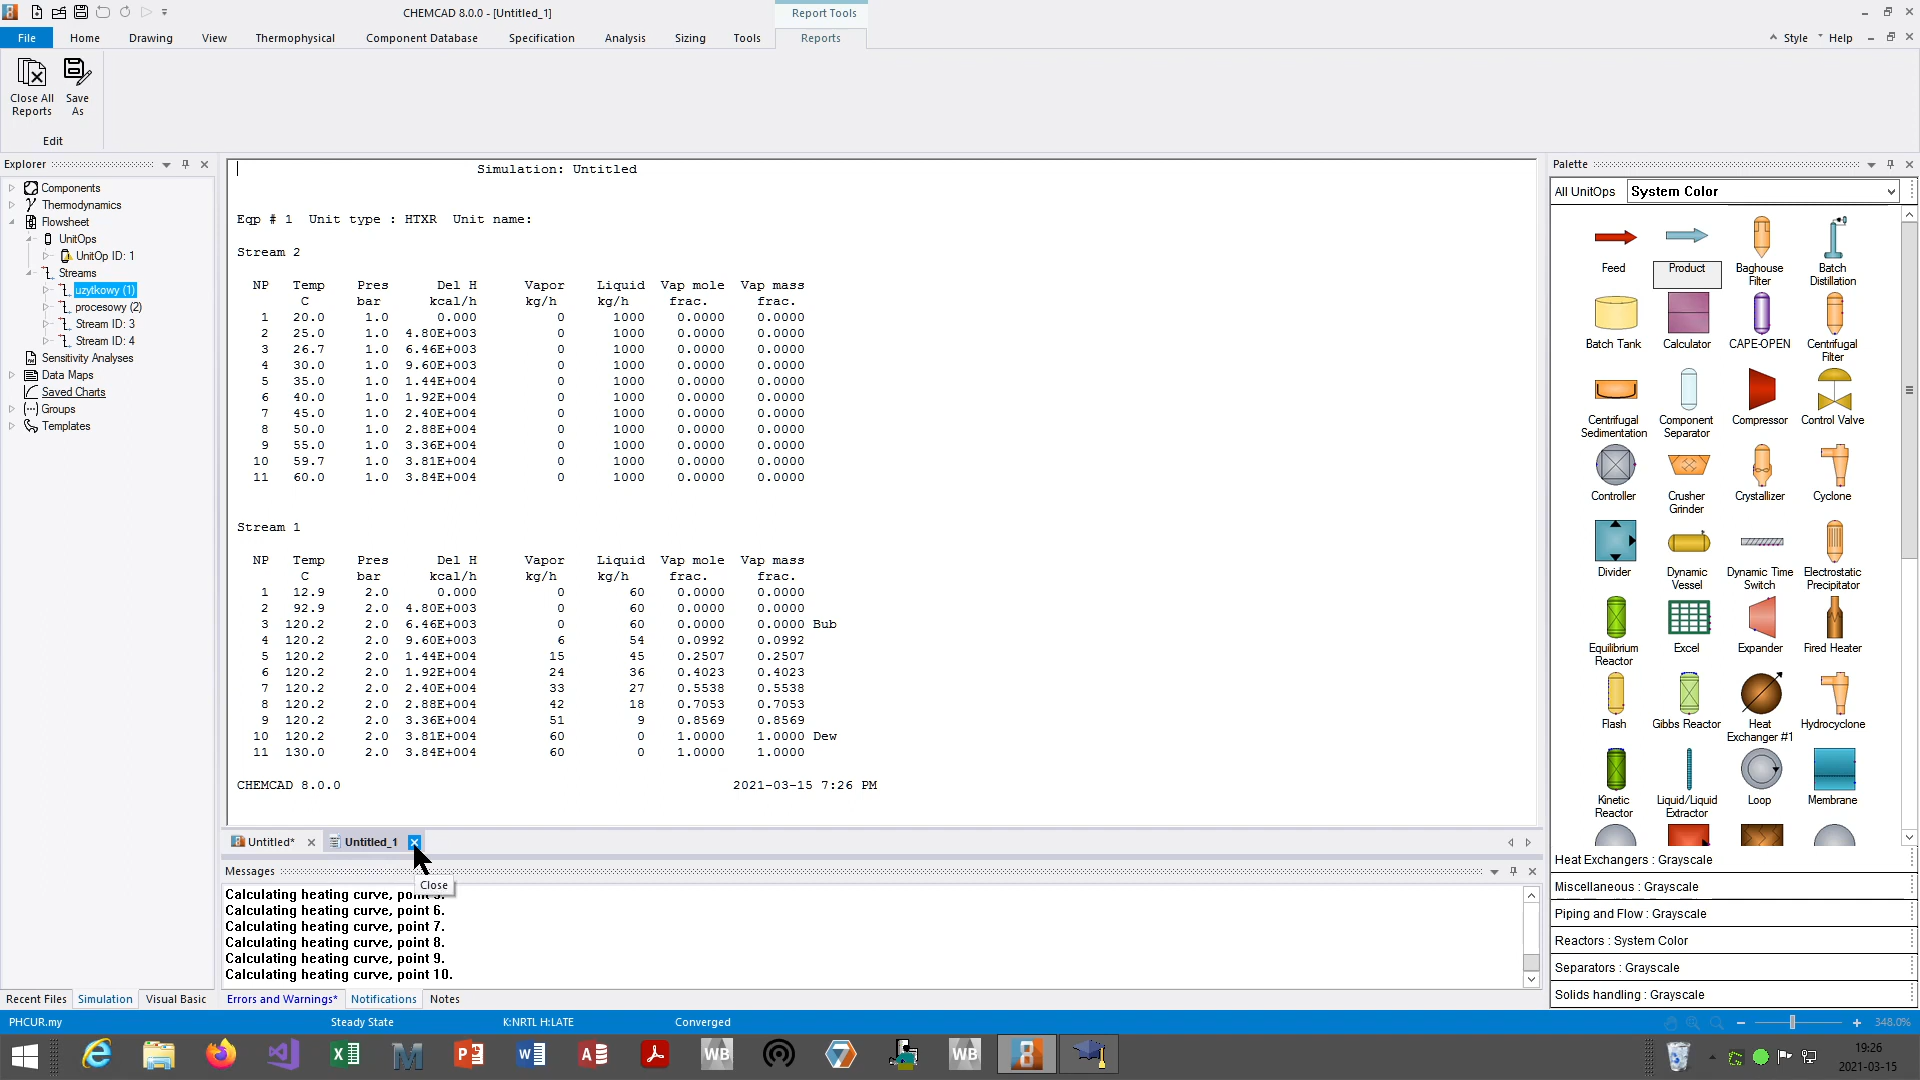 CHEMCAD 8.0.0 - [Untitled_1]
Report Tools
File Home Drawing View Thermophysical Component Database Specification Analysis Sizing Tools Reports
Style Help
Close All Reports
Save As
Edit
Explorer
Components
Thermodynamics
Flowsheet
UnitOps
UnitOp ID: 1
Streams
uzytkowy (1)
procesowy (2)
Stream ID: 3
Stream ID: 4
Sensitivity Analyses
Data Maps
Saved Charts
Groups
Templates
Simulation: Untitled
Eqp # 1 Unit type : HTXR Unit name:
Stream 2
NP Temp Pres Del H Vapor Liquid Vap mole Vap mass
C bar kcal/h kg/h kg/h frac. frac.
1 20.0 1.0 0.000 0 1000 0.0000 0.0000
2 25.0 1.0 4.80E+003 0 1000 0.0000 0.0000
3 26.7 1.0 6.46E+003 0 1000 0.0000 0.0000
4 30.0 1.0 9.60E+003 0 1000 0.0000 0.0000
5 35.0 1.0 1.44E+004 0 1000 0.0000 0.0000
6 40.0 1.0 1.92E+004 0 1000 0.0000 0.0000
7 45.0 1.0 2.40E+004 0 1000 0.0000 0.0000
8 50.0 1.0 2.88E+004 0 1000 0.0000 0.0000
9 55.0 1.0 3.36E+004 0 1000 0.0000 0.0000
10 59.7 1.0 3.81E+004 0 1000 0.0000 0.0000
11 60.0 1.0 3.84E+004 0 1000 0.0000 0.0000
Stream 1
NP Temp Pres Del H Vapor Liquid Vap mole Vap mass
C bar kcal/h kg/h kg/h frac. frac.
1 12.9 2.0 0.000 0 60 0.0000 0.0000
2 92.9 2.0 4.80E+003 0 60 0.0000 0.0000
3 120.2 2.0 6.46E+003 0 60 0.0000 0.0000 Bub
4 120.2 2.0 9.60E+003 6 54 0.0992 0.0992
5 120.2 2.0 1.44E+004 15 45 0.2507 0.2507
6 120.2 2.0 1.92E+004 24 36 0.4023 0.4023
7 120.2 2.0 2.40E+004 33 27 0.5538 0.5538
8 120.2 2.0 2.88E+004 42 18 0.7053 0.7053
9 120.2 2.0 3.36E+004 51 9 0.8569 0.8569
10 120.2 2.0 3.81E+004 60 0 1.0000 1.0000 Dew
11 130.0 2.0 3.84E+004 60 0 1.0000 1.0000
CHEMCAD 8.0.0 2021-03-15 7:26 PM
Untitled* Untitled_1
Close
Messages
Calculating heating curve, point 5.
Calculating heating curve, point 6.
Calculating heating curve, point 7.
Calculating heating curve, point 8.
Calculating heating curve, point 9.
Calculating heating curve, point 10.
Palette
All UnitOps System Color
Feed
Product
Baghouse Filter
Batch Distillation
Batch Tank
Calculator
CAPE-OPEN
Centrifugal Filter
Centrifugal Sedimentation
Component Separator
Compressor
Control Valve
Controller
Crusher Grinder
Crystallizer
Cyclone
Divider
Dynamic Vessel
Dynamic Time Switch
Electrostatic Precipitator
Equilibrium Reactor
Excel
Expander
Fired Heater
Flash
Gibbs Reactor
Heat Exchanger #1
Hydrocyclone
Kinetic Reactor
Liquid/Liquid Extractor
Loop
Membrane
Heat Exchangers : Grayscale
Miscellaneous : Grayscale
Piping and Flow : Grayscale
Reactors : System Color
Separators : Grayscale
Solids handling : Grayscale
Recent Files Simulation Visual Basic
Errors and Warnings* Notifications Notes
PHCUR.my Steady State K:NRTL H:LATE Converged 348.0%
WB
WB
19:26
2021-03-15